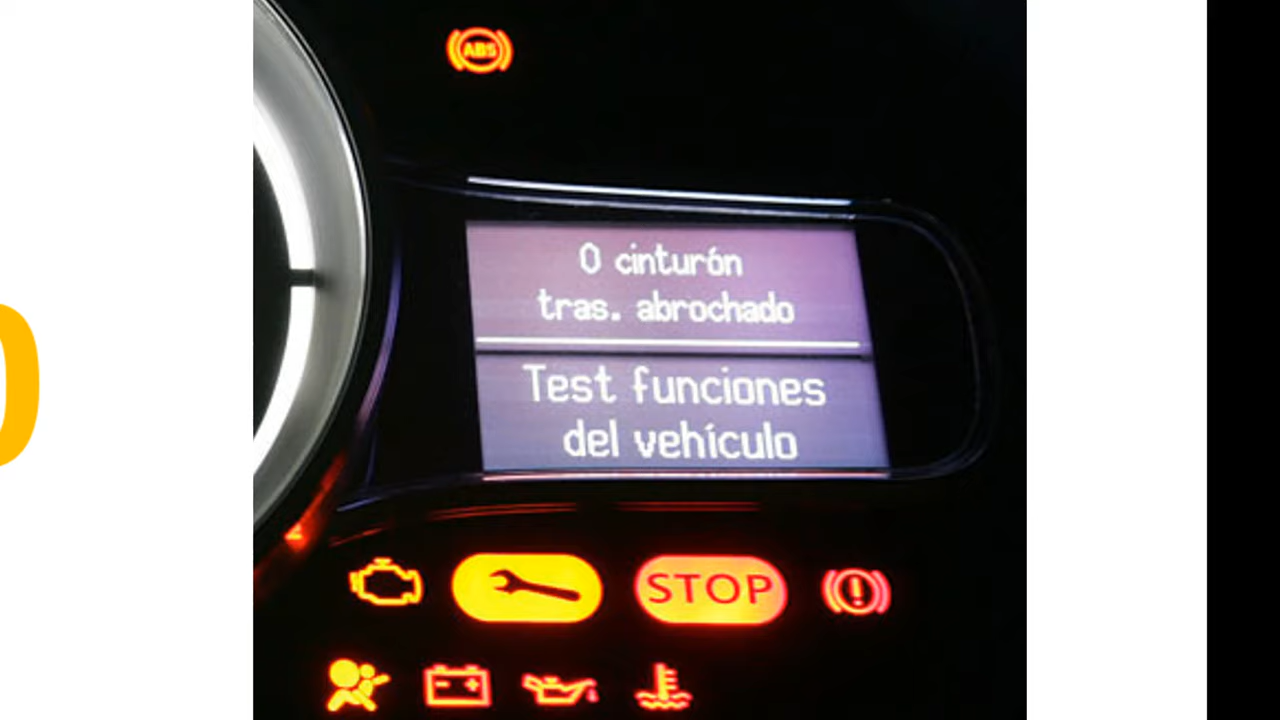 ABS
0 cinturón
tras. abrochado
Test funciones
del vehículo
STOP